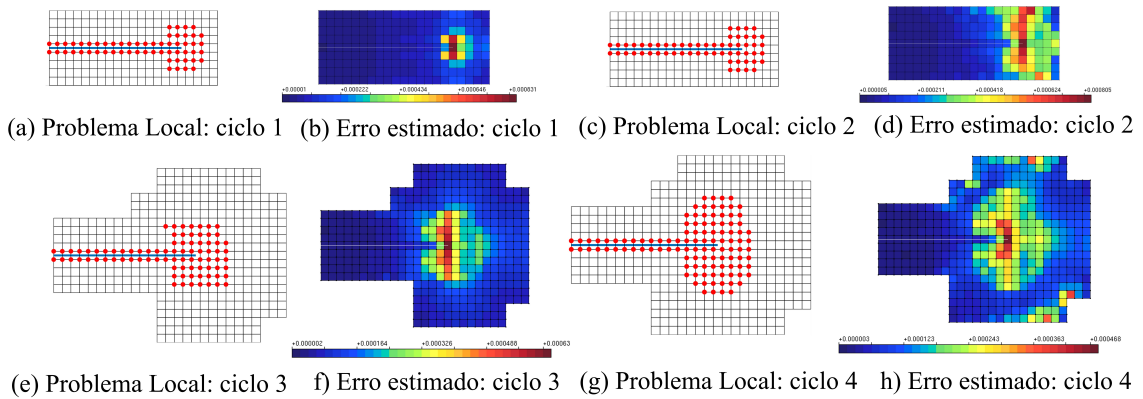 +0.00001 +0.000222 +0.000434 +0.000646 +0.000831
+0.000005 +0.000211 +0.000418 +0.000624 +0.000805
(a) Problema Local: ciclo 1
(b) Erro estimado: ciclo 1
(c) Problema Local: ciclo 2
(d) Erro estimado: ciclo 2
+0.000002 +0.000164 +0.000326 +0.000488 +0.00063
+0.000003 +0.000123 +0.000243 +0.000363 +0.000468
(e) Problema Local: ciclo 3
f) Erro estimado: ciclo 3
(g) Problema Local: ciclo 4
h) Erro estimado: ciclo 4